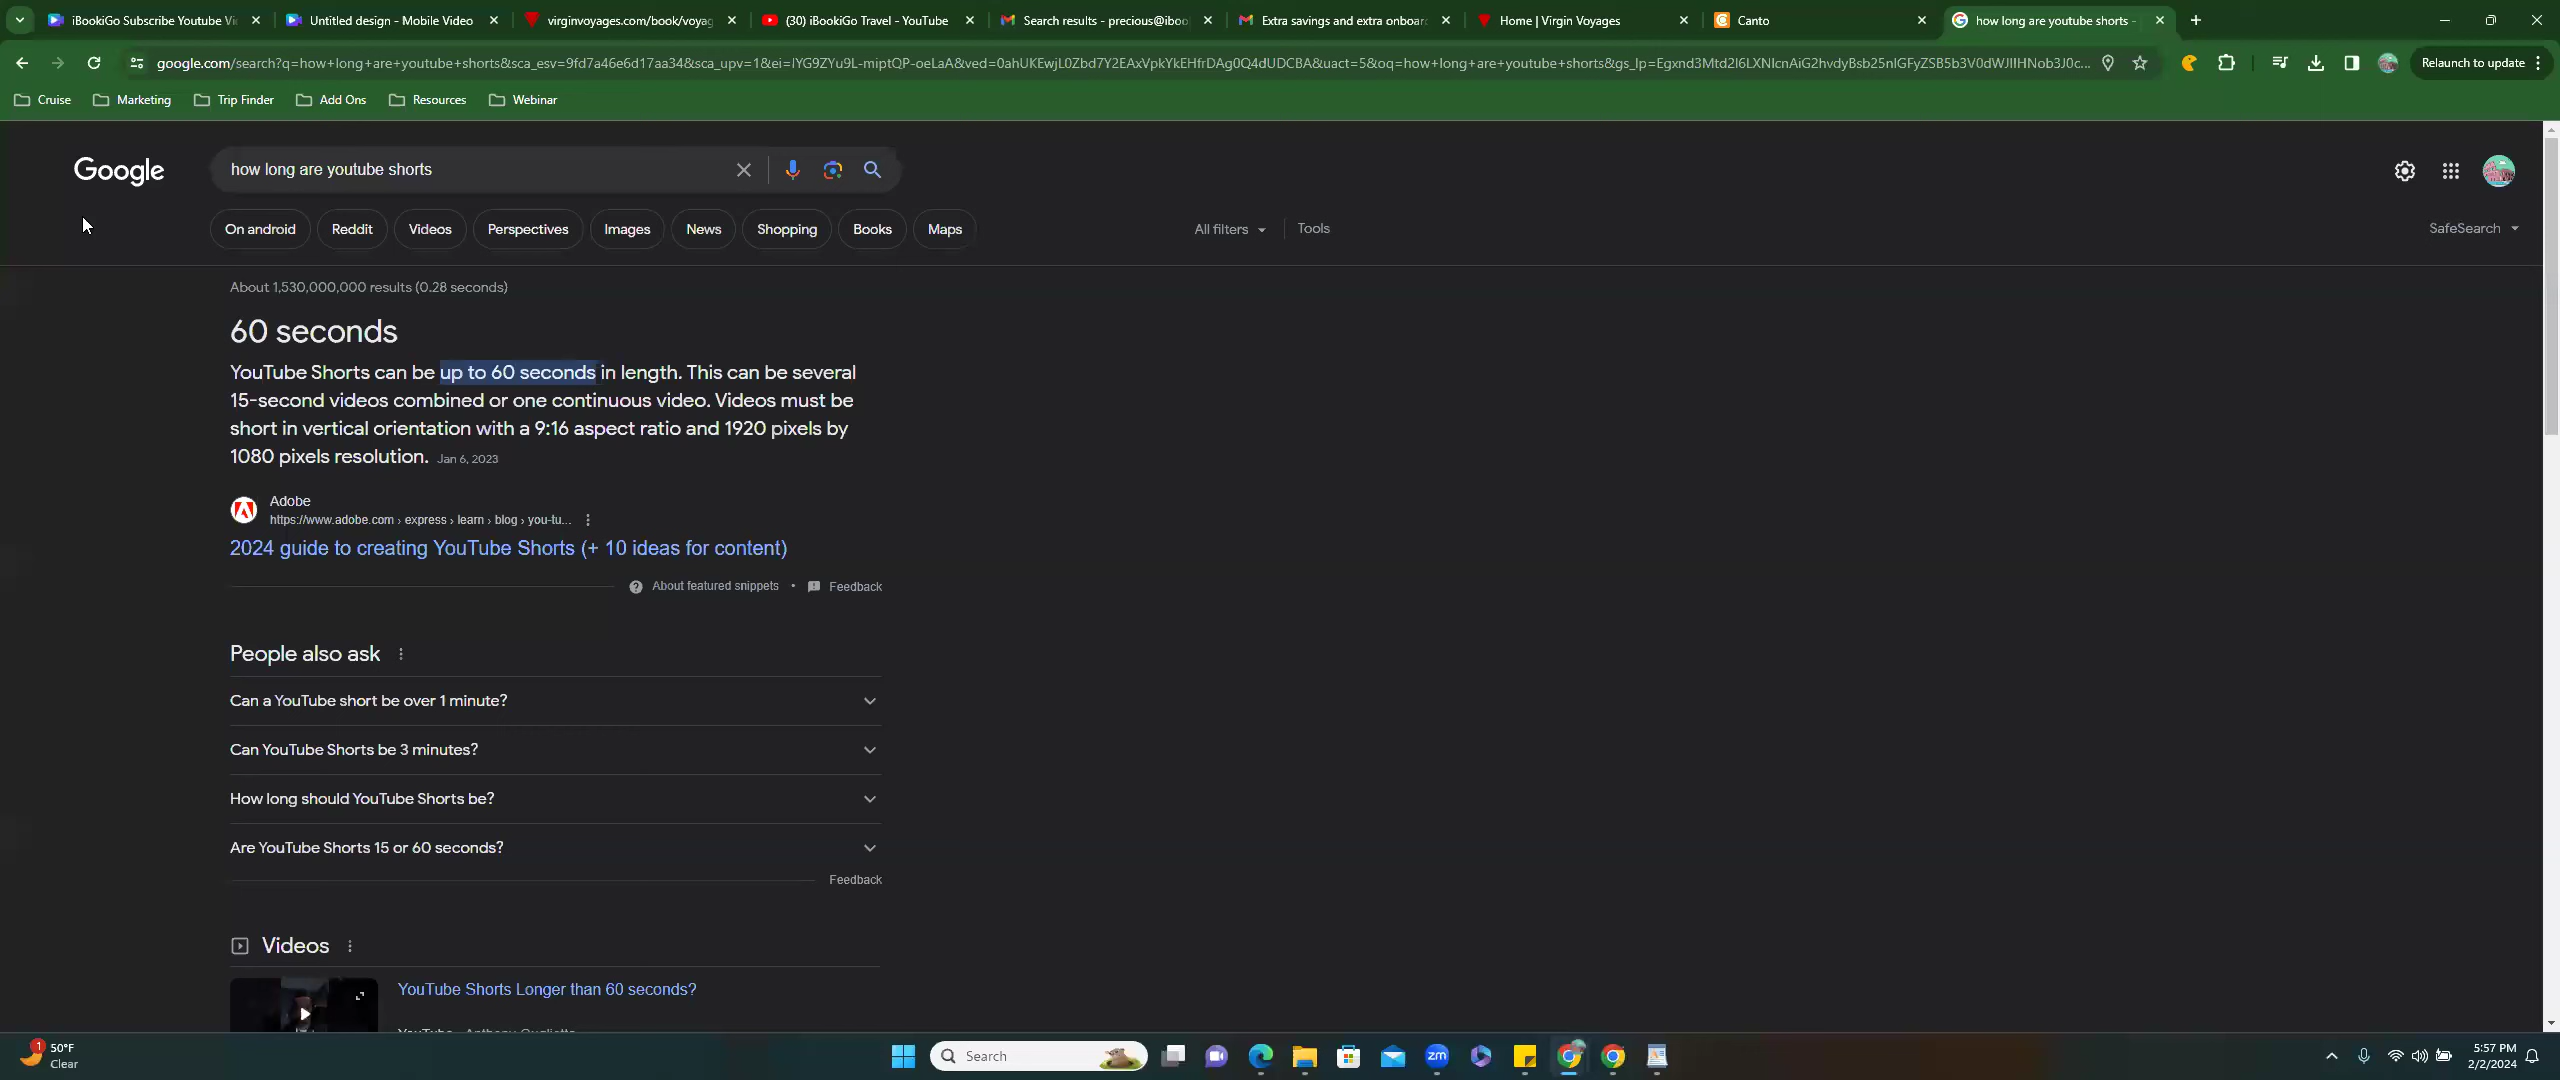 iBookiGo Subscribe Youtube Vi
Untitled design - Mobile Video
virginvoyages.com/book/voyag
(30) iBookiGo Travel - YouTube
Search results - precious@iboo
Extra savings and extra onboar
Home | Virgin Voyages
Canto
how long are youtube shorts -
Relaunch to update
Cruise
Marketing
Trip Finder
Add Ons
Resources
Webinar
Google
how long are youtube shorts
On android
Reddit
Videos
Perspectives
Images
News
Shopping
Books
Maps
All filters
Tools
SafeSearch
About 1,530,000,000 results (0.28 seconds)
60 seconds
YouTube Shorts can be up to 60 seconds in length. This can be several
15-second videos combined or one continuous video. Videos must be
short in vertical orientation with a 9:16 aspect ratio and 1920 pixels by
1080 pixels resolution. Jan 6, 2023
Adobe
https://www.adobe.com › express › learn › blog › you-tu...
2024 guide to creating YouTube Shorts (+ 10 ideas for content)
About featured snippets • Feedback
People also ask
Can a YouTube short be over 1 minute?
Can YouTube Shorts be 3 minutes?
How long should YouTube Shorts be?
Are YouTube Shorts 15 or 60 seconds?
Feedback
Videos
YouTube Shorts Longer than 60 seconds?
1
50°F
Clear
Search
zm
5:57 PM
2/2/2024